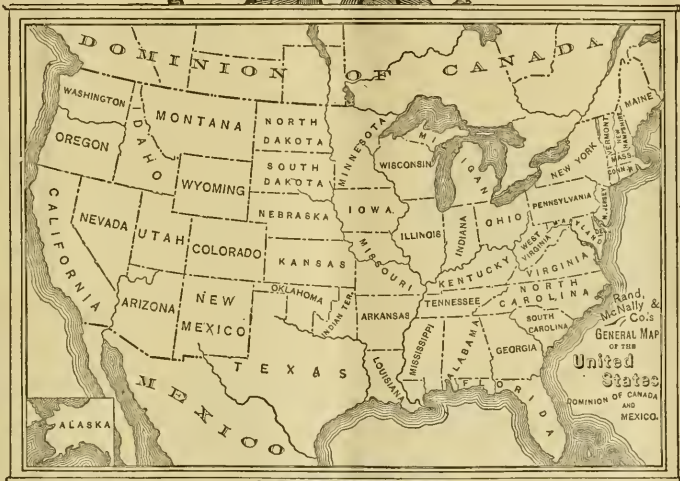 DOMINION OF CANADA
WASHINGTON
MONTANA
NORTH
DAKOTA
MINNESOTA
MAINE
OREGON
IDAHO
SOUTH
DAKOTA
WISCONSIN
MICHIGAN
VERMONT
NEW
HAMPSHIRE
NEW YORK
MASS.
CONN.
WYOMING
NEBRASKA
IOWA
PENNSYLVANIA
N. JERSEY
CALIFORNIA
NEVADA
UTAH
COLORADO
KANSAS
MISSOURI
ILLINOIS
INDIANA
OHIO
WEST
VIRGINIA
MARYLAND
VIRGINIA
KENTUCKY
ARIZONA
NEW
MEXICO
OKLAHOMA
INDIAN TER.
ARKANSAS
TENNESSEE
NORTH
CAROLINA
SOUTH
CAROLINA
TEXAS
LOUISIANA
MISSISSIPPI
ALABAMA
GEORGIA
FLORIDA
MEXICO
ALASKA
Rand,
McNally &
Co.'s
GENERAL MAP
OF THE
United
States
DOMINION OF CANADA
AND
MEXICO.